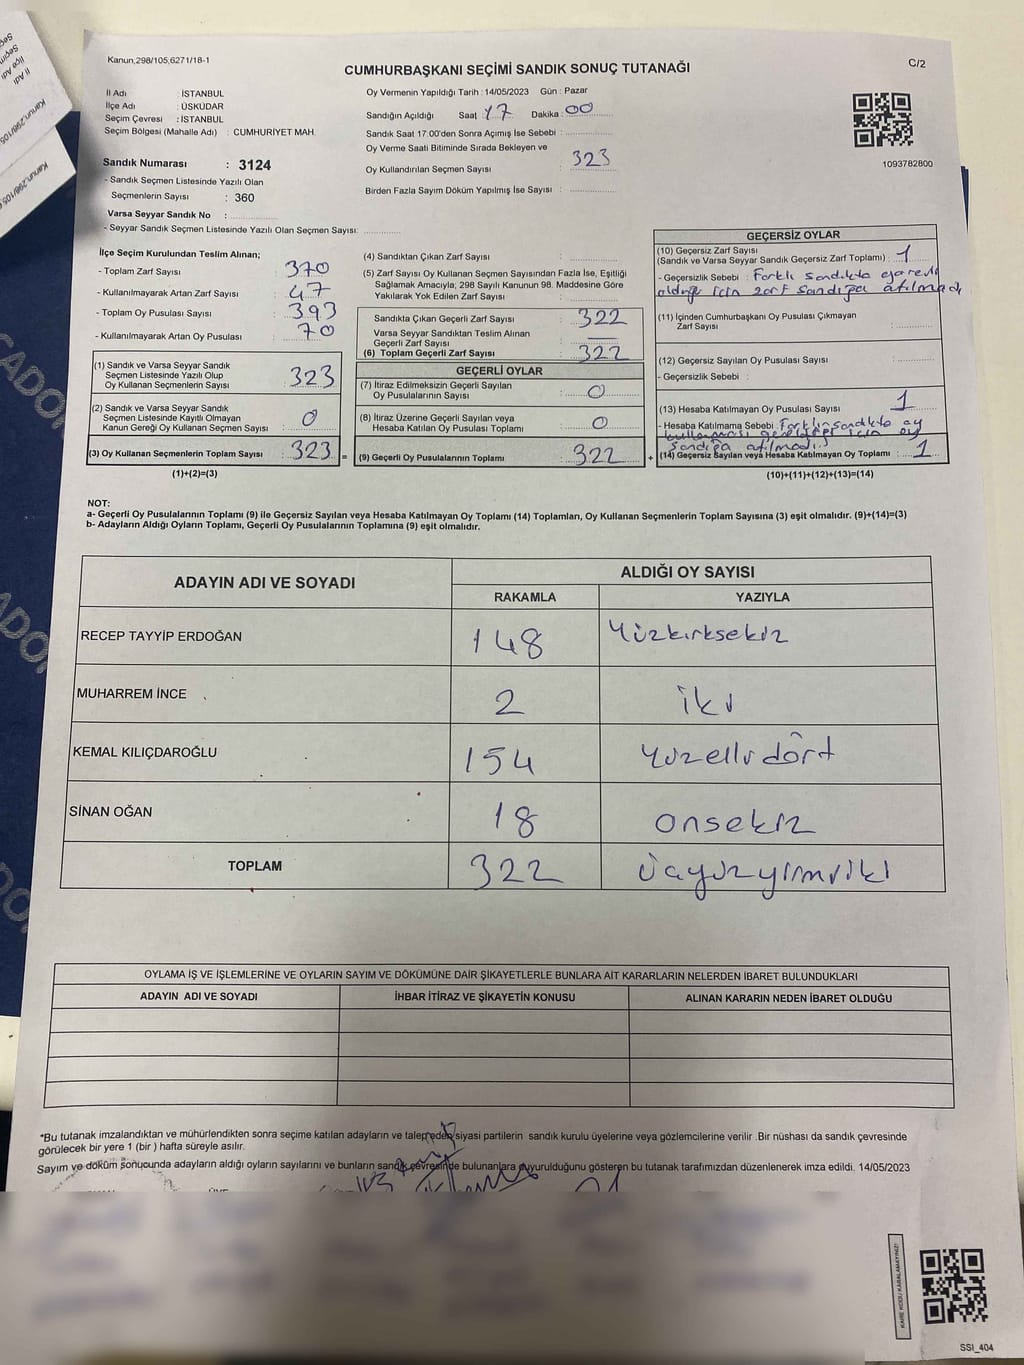 Kanun,298/105,6271/18-1
C/2
CUMHURBAŞKANI SEÇİMİ SANDIK SONUÇ TUTANAĞI
İl Adı : İSTANBUL
İlçe Adı : ÜSKÜDAR
Seçim Çevresi : İSTANBUL
Seçim Bölgesi (Mahalle Adı) : CUMHURİYET MAH.
Sandık Numarası : 3124
- Sandık Seçmen Listesinde Yazılı Olan
Seçmenlerin Sayısı : 360
Varsa Seyyar Sandık No :
- Seyyar Sandık Seçmen Listesinde Yazılı Olan Seçmen Sayısı:
Oy Vermenin Yapıldığı Tarih : 14/05/2023 Gün : Pazar
Sandığın Açıldığı Saat : 17 Dakika : 00
Sandık Saat 17:00'den Sonra Açımış İse Sebebi :
Oy Verme Saati Bitiminde Sırada Bekleyen ve
Oy Kullandırılan Seçmen Sayısı : 323
Birden Fazla Sayım Döküm Yapılmış İse Sayısı :
1093782800
İlçe Seçim Kurulundan Teslim Alınan;
- Toplam Zarf Sayısı : 370
- Kullanılmayarak Artan Zarf Sayısı : 47
- Toplam Oy Pusulası Sayısı : 393
- Kullanılmayarak Artan Oy Pusulası : 70
(1) Sandık ve Varsa Seyyar Sandık
Seçmen Listesinde Yazılı Olup
Oy Kullanan Seçmenlerin Sayısı : 323
(2) Sandık ve Varsa Seyyar Sandık
Seçmen Listesinde Kayıtlı Olmayan
Kanun Gereği Oy Kullanan Seçmen Sayısı : 0
(3) Oy Kullanan Seçmenlerin Toplam Sayısı : 323 =
(1)+(2)=(3)
(4) Sandıktan Çıkan Zarf Sayısı :
(5) Zarf Sayısı Oy Kullanan Seçmen Sayısından Fazla İse, Eşitliği
Sağlamak Amacıyla; 298 Sayılı Kanunun 98. Maddesine Göre
Yakılarak Yok Edilen Zarf Sayısı :
Sandıkta Çıkan Geçerli Zarf Sayısı : 322
Varsa Seyyar Sandıktan Teslim Alınan
Geçerli Zarf Sayısı :
(6) Toplam Geçerli Zarf Sayısı : 322
GEÇERLİ OYLAR
(7) İtiraz Edilmeksizin Geçerli Sayılan
Oy Pusulalarının Sayısı : 0
(8) İtiraz Üzerine Geçerli Sayılan veya
Hesaba Katılan Oy Pusulaları Toplamı : 0
(9) Geçerli Oy Pusulalarının Toplamı : 322 +
GEÇERSİZ OYLAR
(10) Geçersiz Zarf Sayısı
(Sandık ve Varsa Seyyar Sandık Geçersiz Zarf Toplamı) : 1
- Geçersizlik Sebebi : Farklı sandıkta
olduğu için zarf sandığa atılmadı
(11) İçinden Cumhurbaşkanı Oy Pusulası Çıkmayan
Zarf Sayısı :
(12) Geçersiz Sayılan Oy Pusulası Sayısı :
- Geçersizlik Sebebi :
(13) Hesaba Katılmayan Oy Pusulası Sayısı 1
- Hesaba Katılmama Sebebi : Farklı sandıkta oy
kullanması gerektiği için oy
sandığa atılmadı.
(14) Geçersiz Sayılan veya Hesaba Katılmayan Oy Toplamı : 1
(10)+(11)+(12)+(13)=(14)
NOT:
a- Geçerli Oy Pusulalarının Toplamı (9) ile Geçersiz Sayılan veya Hesaba Katılmayan Oy Toplamı (14) Toplamları, Oy Kullanan Seçmenlerin Toplam Sayısına (3) eşit olmalıdır. (9)+(14)=(3)
b- Adayların Aldığı Oyların Toplamı, Geçerli Oy Pusulalarının Toplamına (9) eşit olmalıdır.
ADAYIN ADI VE SOYADI
ALDIĞI OY SAYISI
RAKAMLA YAZIYLA
RECEP TAYYİP ERDOĞAN 148 Yüzkırksekiz
MUHARREM İNCE 2 iki
KEMAL KILIÇDAROĞLU 154 Yüzellidört
SİNAN OĞAN 18 onsekiz
TOPLAM 322 üçyüzyirmiiki
OYLAMA İŞ VE İŞLEMLERİNE VE OYLARIN SAYIM VE DÖKÜMÜNE DAİR ŞİKAYETLERLE BUNLARA AİT KARARLARIN NELERDEN İBARET BULUNDUKLARI
ADAYIN ADI VE SOYADI İHBAR İTİRAZ VE ŞİKAYETİN KONUSU ALINAN KARARIN NEDEN İBARET OLDUĞU
*Bu tutanak imzalandıktan ve mühürlendikten sonra seçime katılan adayların ve talep eden siyasi partilerin sandık kurulu üyelerine veya gözlemcilerine verilir .Bir nüshası da sandık çevresinde
görülecek bir yere 1 (bir ) hafta süreyle asılır.
Sayım ve döküm sonucunda adayların aldığı oyların sayılarını ve bunların sandık çevresinde bulunanlara duyurulduğunu gösteren bu tutanak tarafımızdan düzenlenerek imza edildi. 14/05/2023
KARE KODU KARALAMAYINIZ!
SSI_404